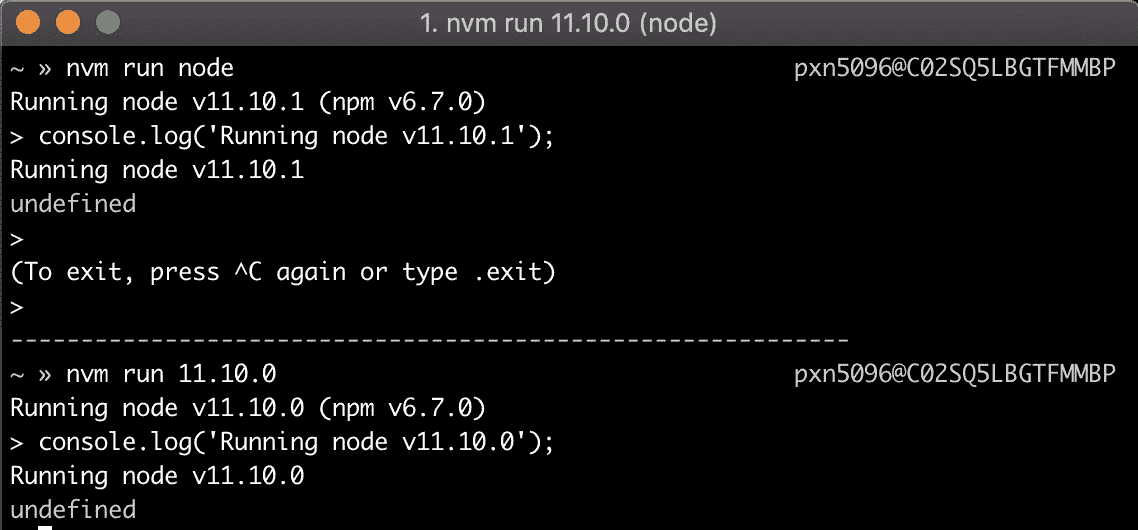 1. nvm run 11.10.0 (node)
~ » nvm run node pxn5096@C02SQ5LBGTFMMBP
Running node v11.10.1 (npm v6.7.0)
> console.log('Running node v11.10.1');
Running node v11.10.1
undefined
>
(To exit, press ^C again or type .exit)
>
------------------------------------------------------------
~ » nvm run 11.10.0 pxn5096@C02SQ5LBGTFMMBP
Running node v11.10.0 (npm v6.7.0)
> console.log('Running node v11.10.0');
Running node v11.10.0
undefined